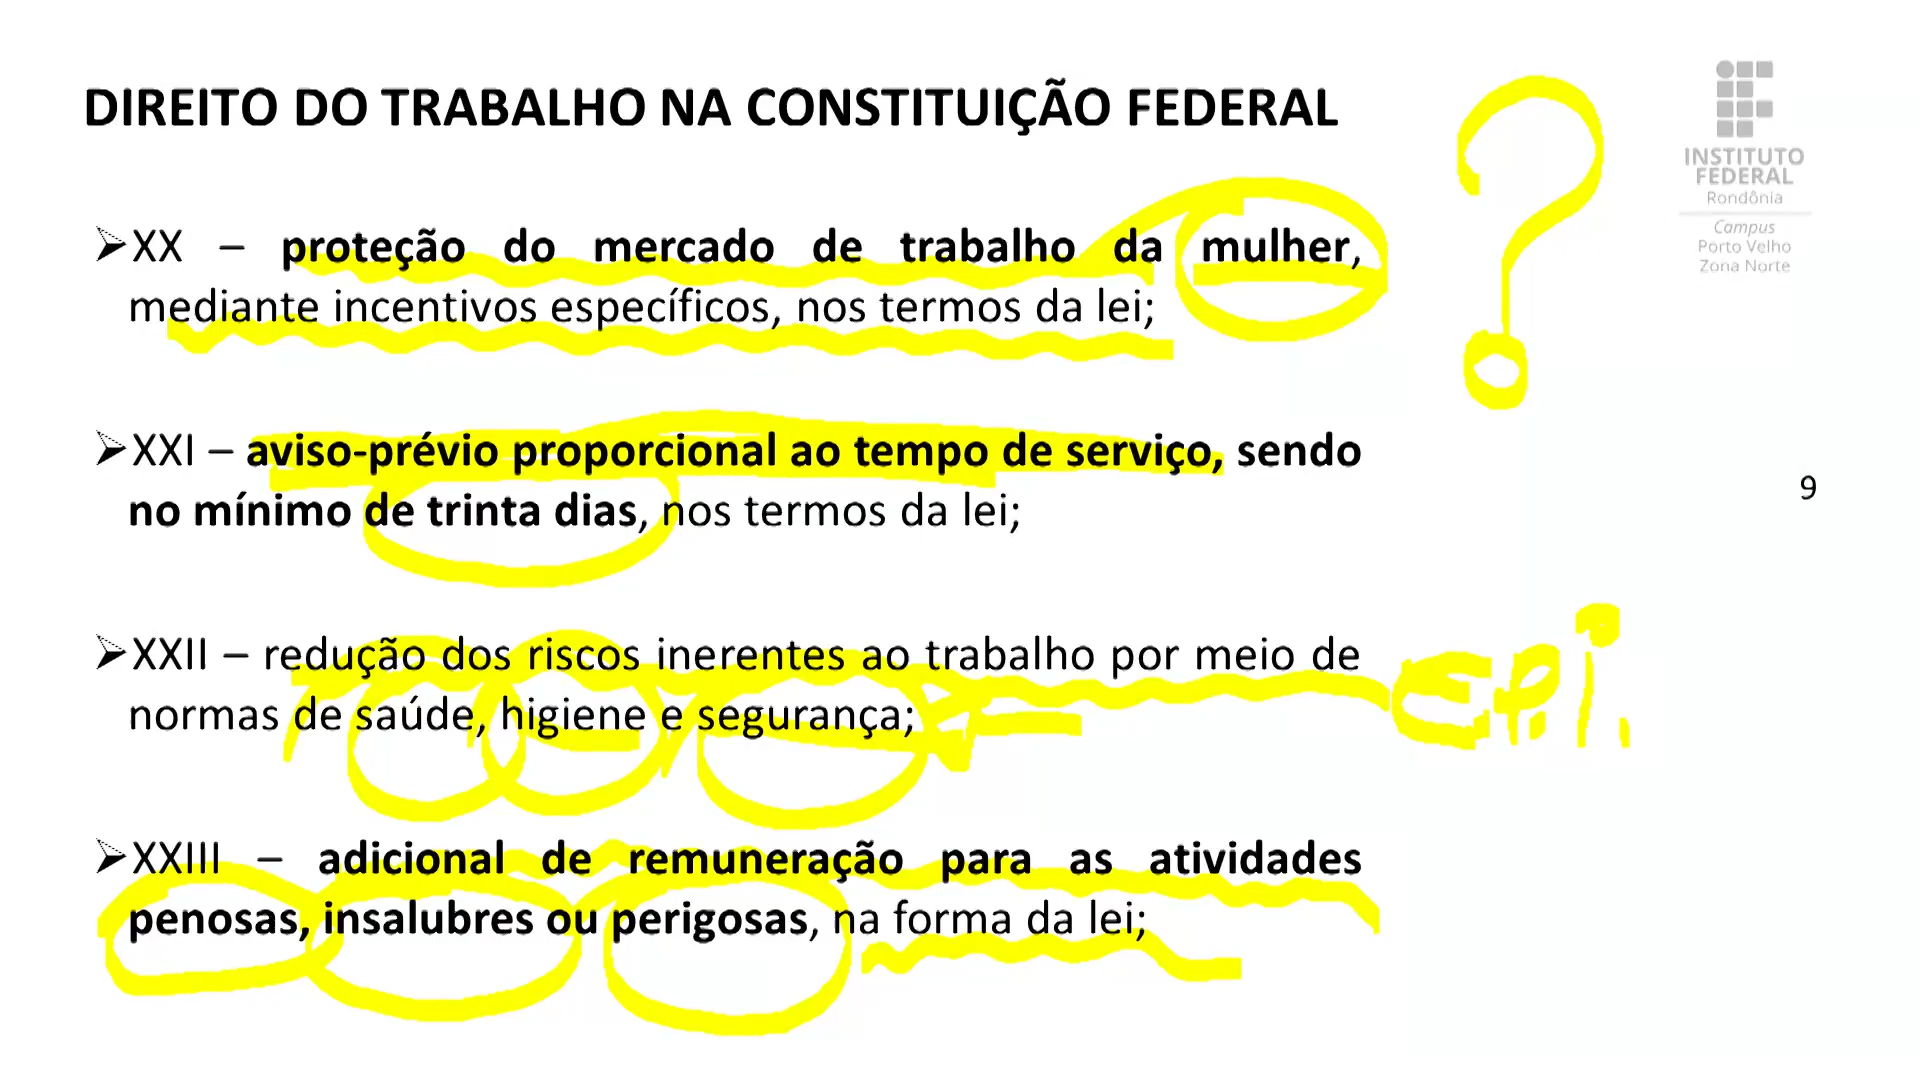 DIREITO DO TRABALHO NA CONSTITUIÇÃO FEDERAL
?
INSTITUTO
FEDERAL
Rondônia
Campus
Porto Velho
Zona Norte
➢XX – proteção do mercado de trabalho da mulher,
mediante incentivos específicos, nos termos da lei;
➢XXI – aviso-prévio proporcional ao tempo de serviço, sendo
no mínimo de trinta dias, nos termos da lei;
9
➢XXII – redução dos riscos inerentes ao trabalho por meio de
normas de saúde, higiene e segurança;
E.P.i.
➢XXIII – adicional de remuneração para as atividades
penosas, insalubres ou perigosas, na forma da lei;